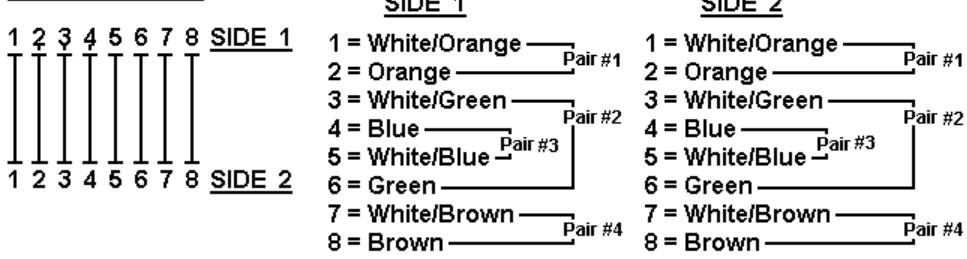 SIDE 1
SIDE 2
1 2 3 4 5 6 7 8 SIDE 1
1 2 3 4 5 6 7 8 SIDE 2
1 = White/Orange
2 = Orange
Pair #1
3 = White/Green
4 = Blue
5 = White/Blue
6 = Green
Pair #3
Pair #2
7 = White/Brown
8 = Brown
Pair #4
1 = White/Orange
2 = Orange
Pair #1
3 = White/Green
4 = Blue
5 = White/Blue
6 = Green
Pair #3
Pair #2
7 = White/Brown
8 = Brown
Pair #4